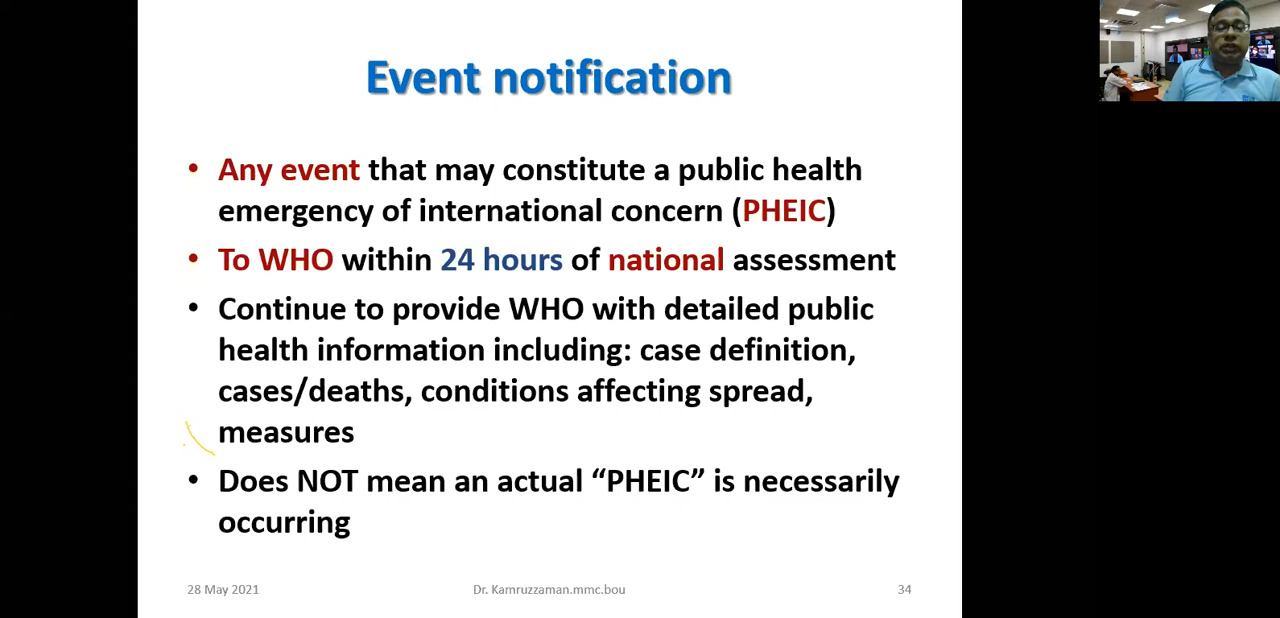 Event notification
• Any event that may constitute a public health
emergency of international concern (PHEIC)
• To WHO within 24 hours of national assessment
• Continue to provide WHO with detailed public
health information including: case definition,
cases/deaths, conditions affecting spread,
measures
• Does NOT mean an actual “PHEIC” is necessarily
occurring
28 May 2021
Dr. Kamruzzaman.mmc.bou
34